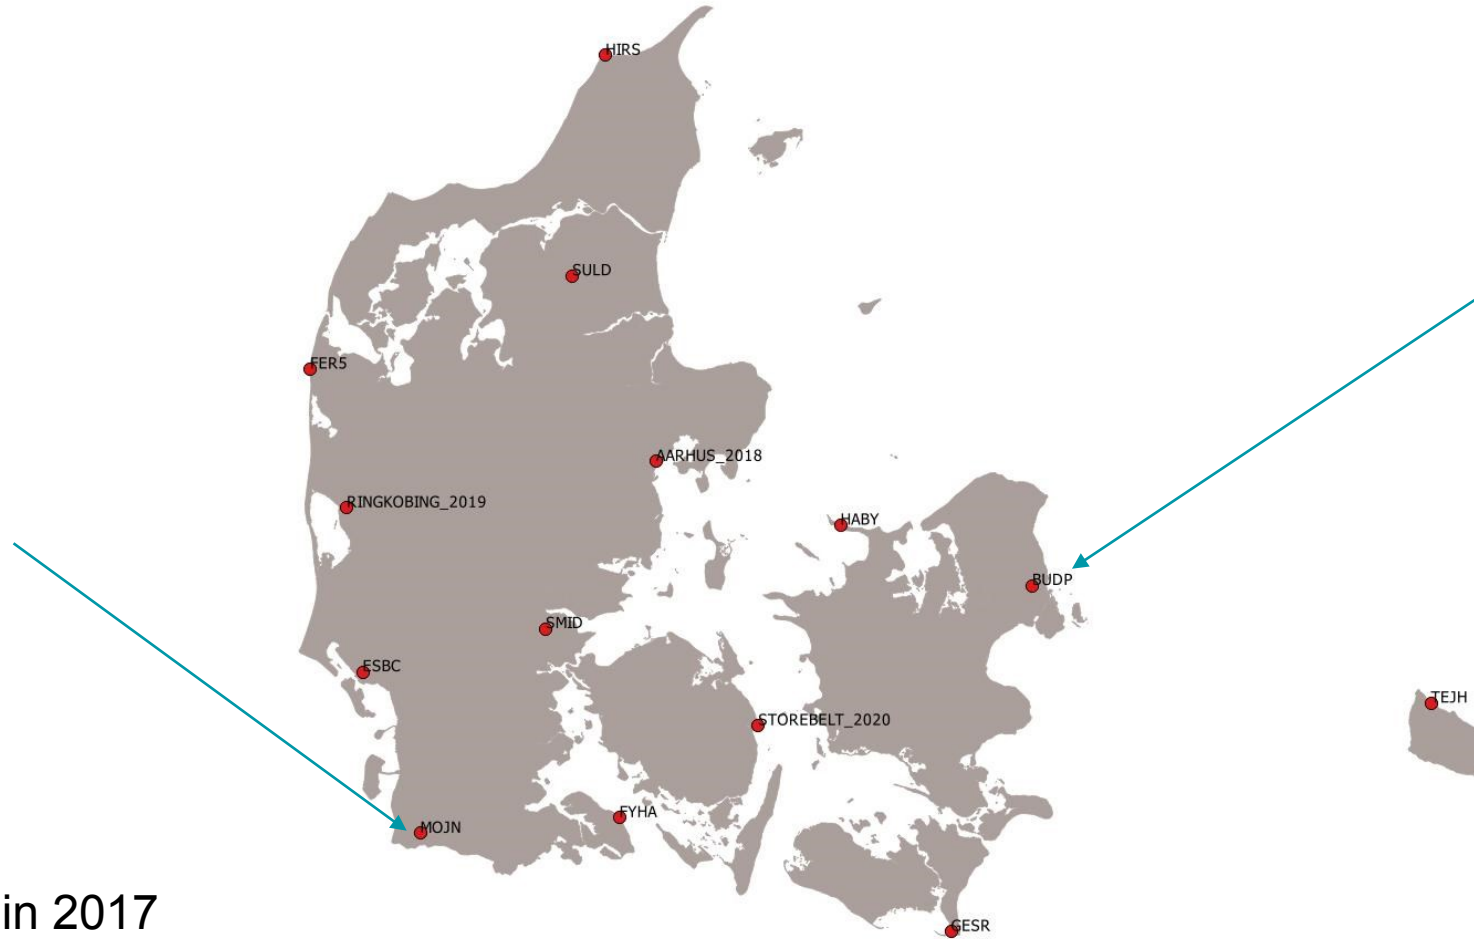 HIRS
SULD
FER5
AARHUS_2018
RINGKOBING_2019
HABY
BUDP
SMID
ESBC
TEJH
STOREBELT_2020
FYHA
MOJN
in 2017
GESR